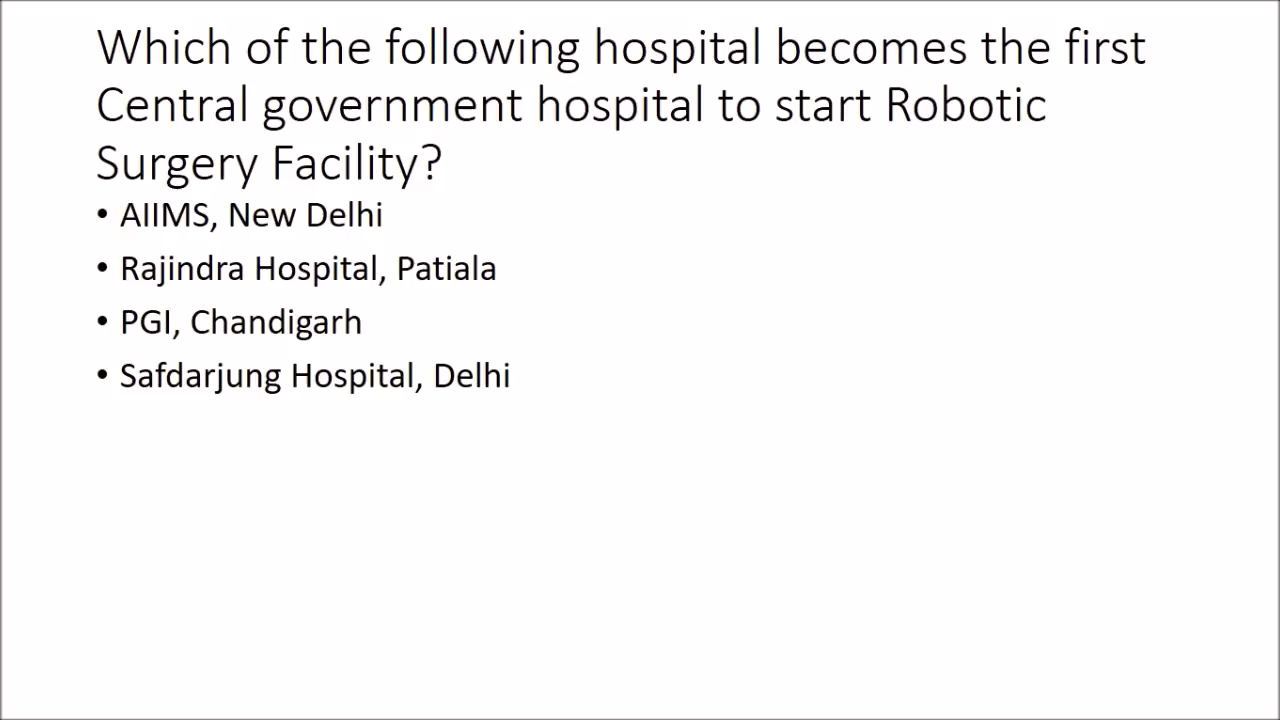 Which of the following hospital becomes the first
Central government hospital to start Robotic
Surgery Facility?
• AIIMS, New Delhi
• Rajindra Hospital, Patiala
• PGI, Chandigarh
• Safdarjung Hospital, Delhi